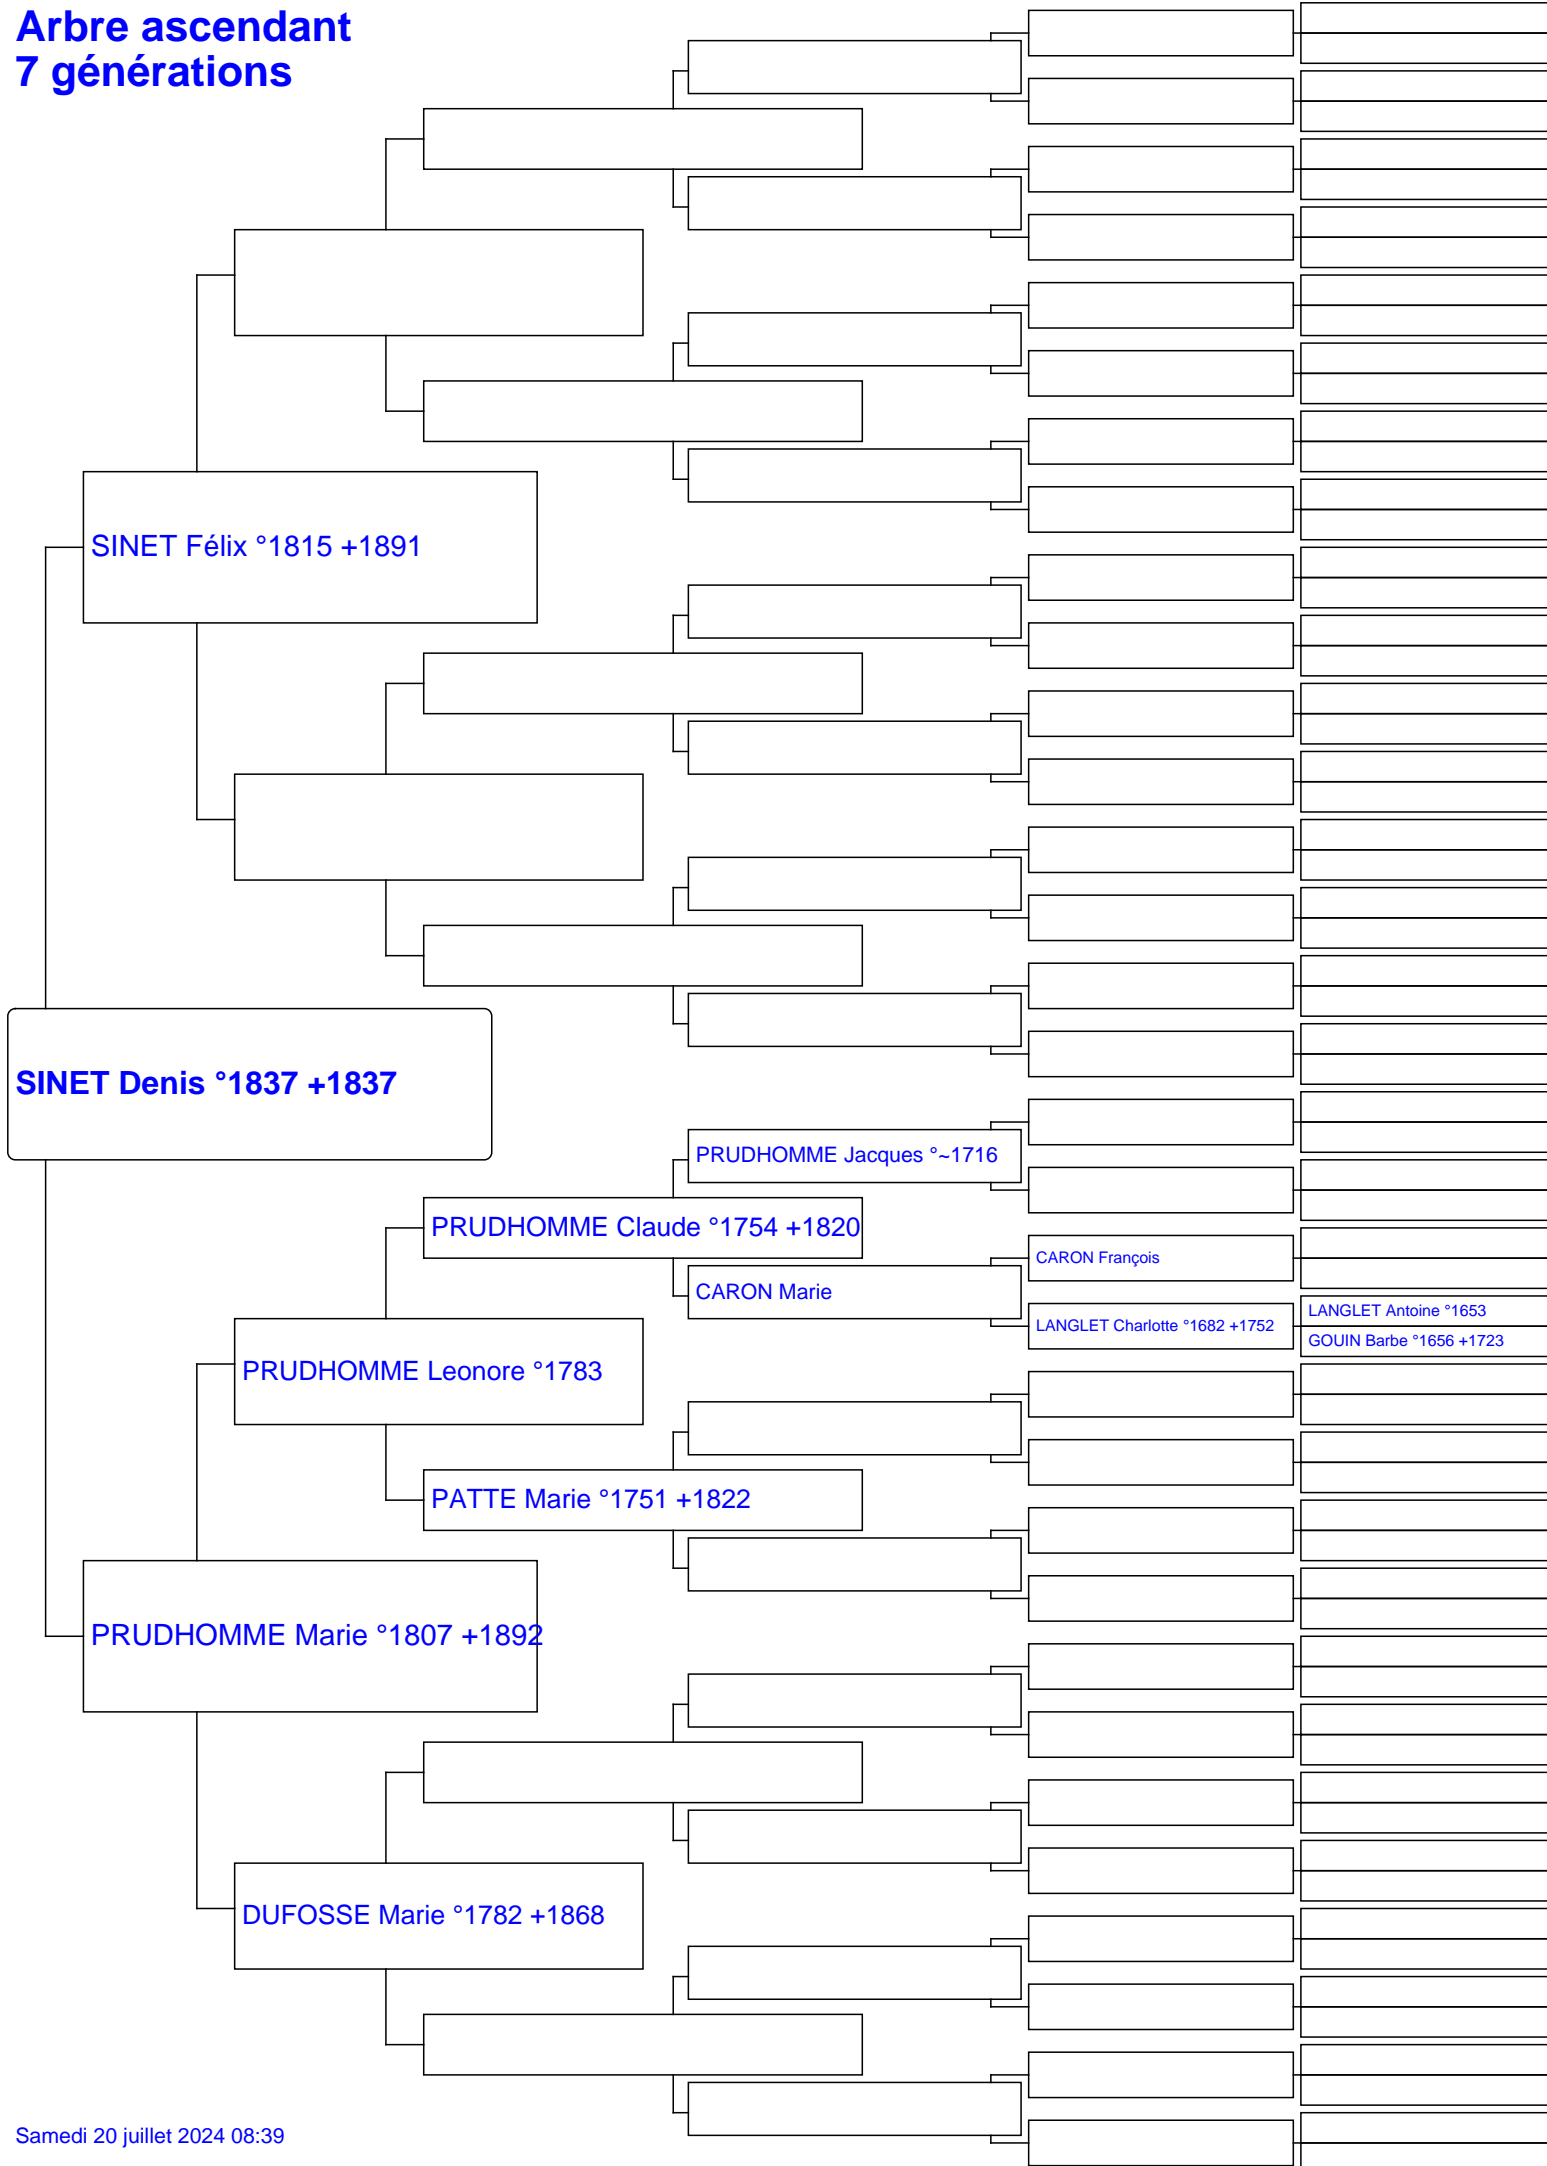 Arbre ascendant
7 générations
SINET Félix °1815 +1891
SINET Denis °1837 +1837
PRUDHOMME Jacques °~1716
PRUDHOMME Claude °1754 +1820
CARON François
CARON Marie
LANGLET Antoine °1653
LANGLET Charlotte °1682 +1752
GOUIN Barbe °1656 +1723
PRUDHOMME Leonore °1783
PATTE Marie °1751 +1822
PRUDHOMME Marie °1807 +1892
DUFOSSE Marie °1782 +1868
Samedi 20 juillet 2024 08:39